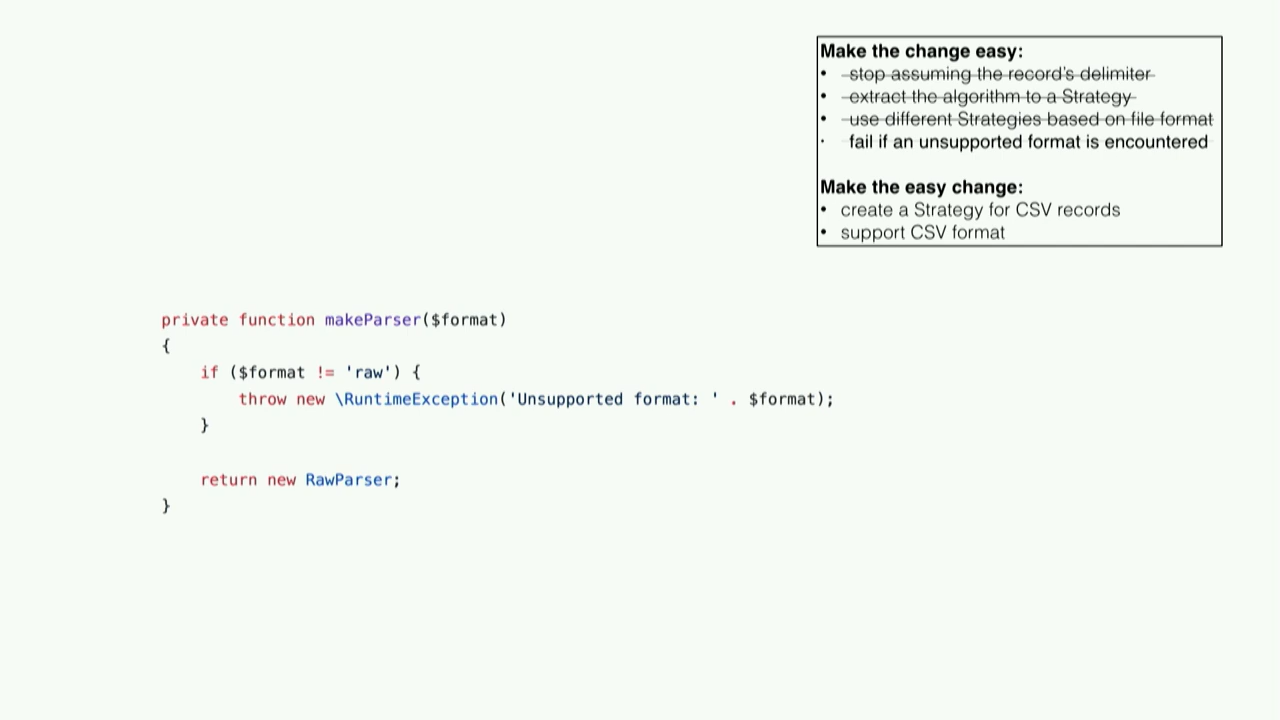 Make the change easy:
• stop assuming the record's delimiter
• extract the algorithm to a Strategy
• use different Strategies based on file format
· fail if an unsupported format is encountered
Make the easy change:
• create a Strategy for CSV records
• support CSV format
private function makeParser($format)
{
    if ($format != 'raw') {
        throw new \RuntimeException('Unsupported format: ' . $format);
    }
    return new RawParser;
}